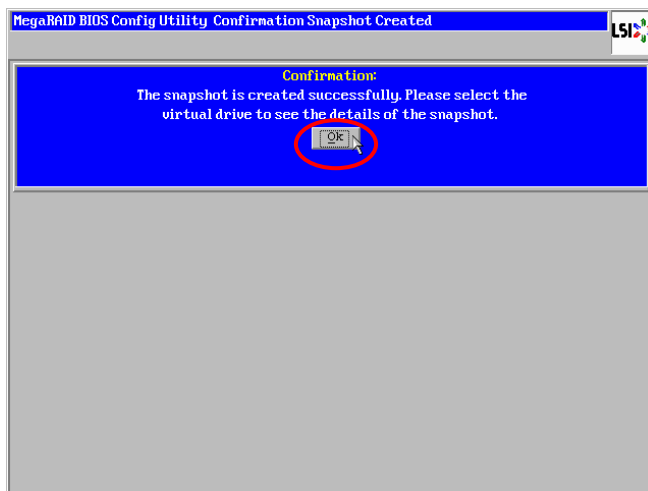 MegaRAID BIOS Config Utility Confirmation Snapshot Created
LSI
Confirmation:
The snapshot is created successfully. Please select the
virtual drive to see the details of the snapshot.
Ok